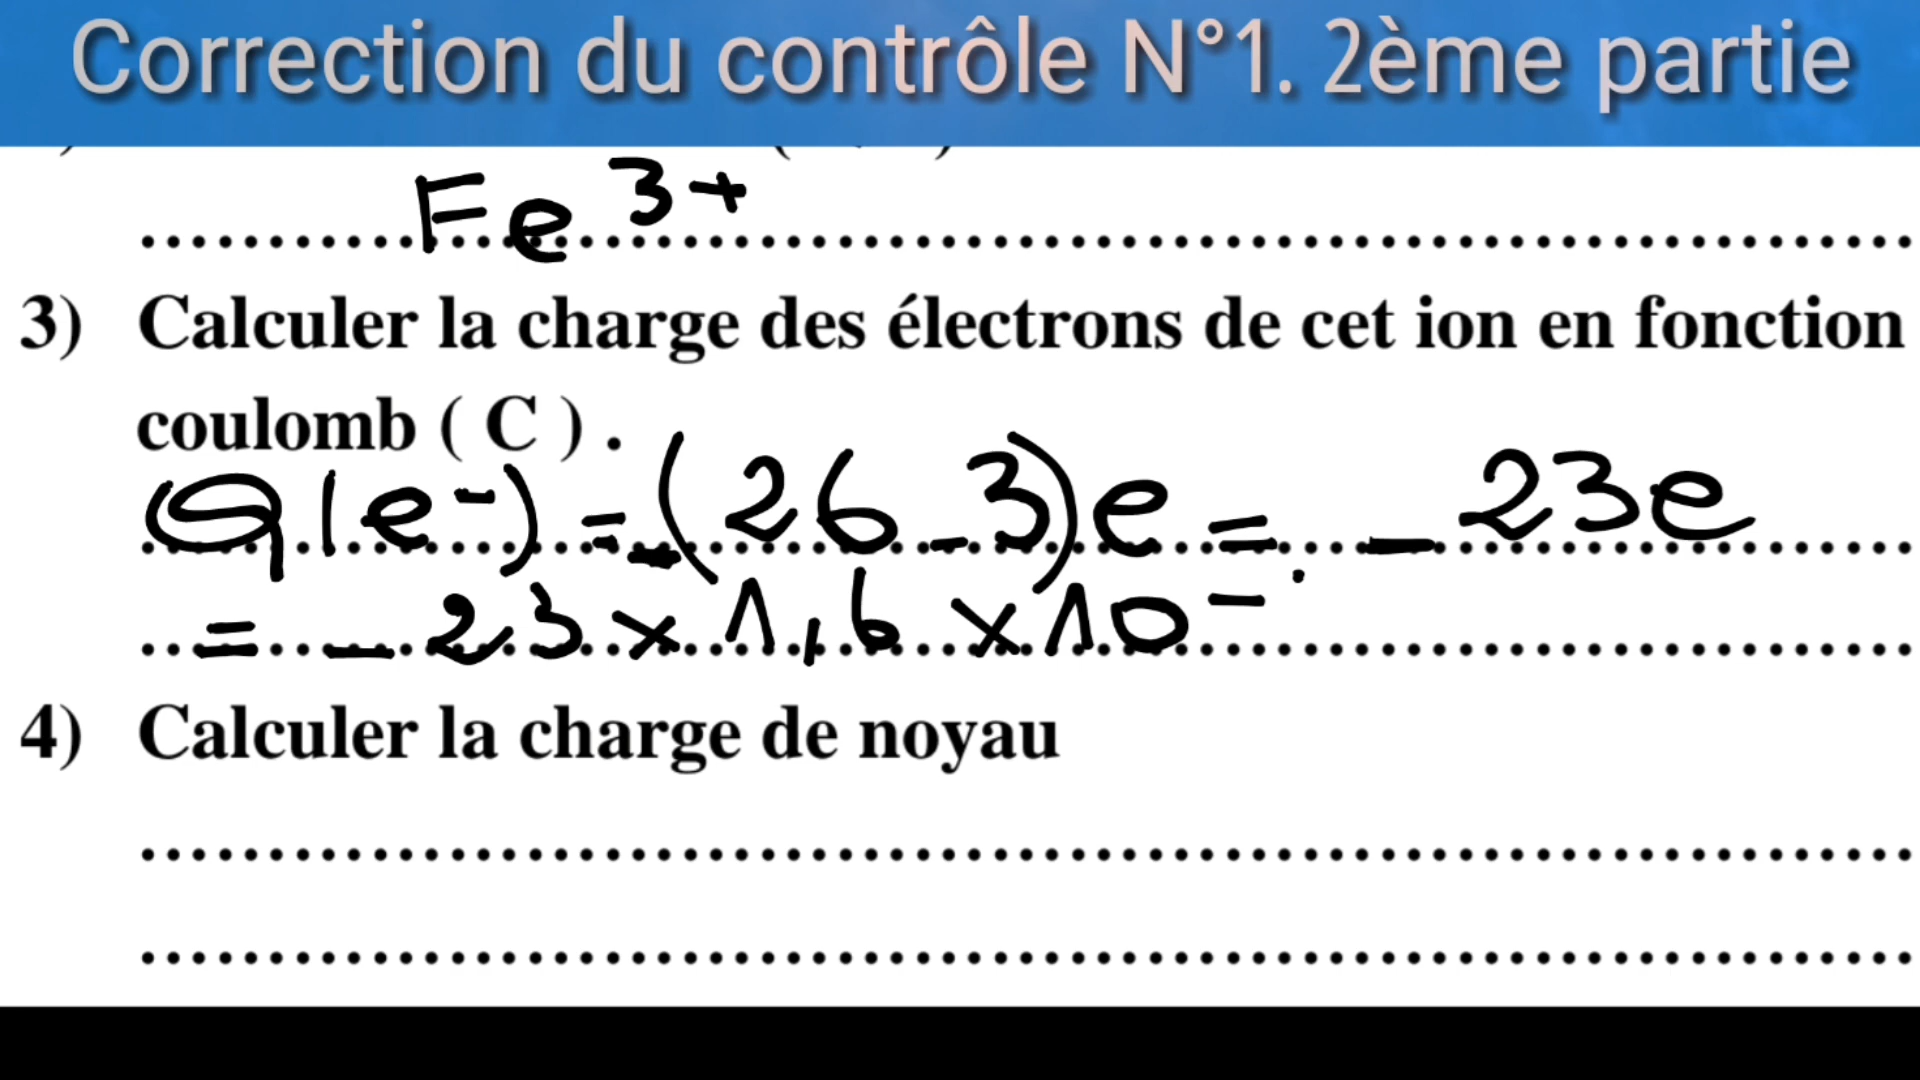 Correction du contrôle N°1. 2ème partie
Fe³⁺
3) Calculer la charge des électrons de cet ion en fonction
coulomb ( C ) .
Q(e⁻) = -(26-3)e = -23e
= -23×1,6×10⁻
4) Calculer la charge de noyau